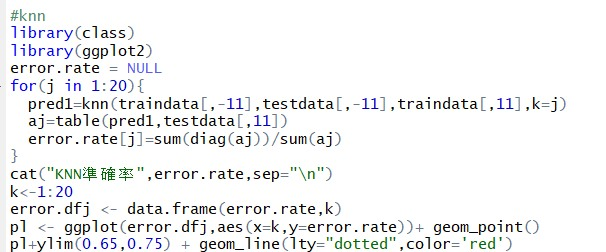 #knn
library(class)
library(ggplot2)
error.rate = NULL
for(j in 1:20){
  pred1=knn(traindata[,-11],testdata[,-11],traindata[,11],k=j)
  aj=table(pred1,testdata[,11])
  error.rate[j]=sum(diag(aj))/sum(aj)
}
cat("KNN準確率",error.rate,sep="\n")
k<-1:20
error.dfj <- data.frame(error.rate,k)
pl <- ggplot(error.dfj,aes(x=k,y=error.rate))+ geom_point()
pl+ylim(0.65,0.75) + geom_line(lty="dotted",color='red')